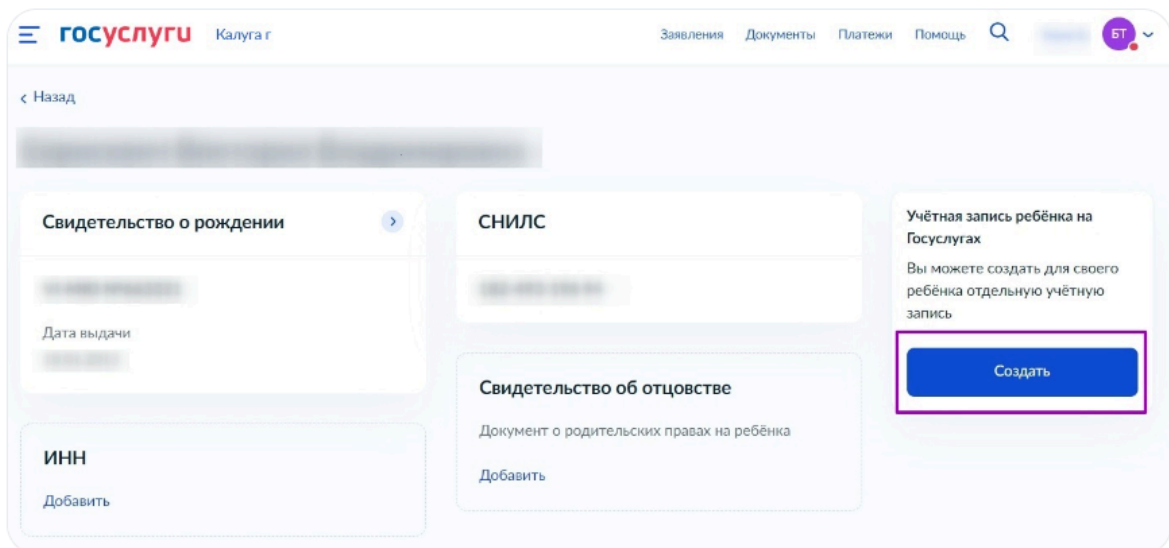 госуслуги Калуга г Заявления Документы Платежи Помощь БТ
Назад
Свидетельство о рождении
Дата выдачи
ИНН
Добавить
СНИЛС
Свидетельство об отцовстве
Документ о родительских правах на ребёнка
Добавить
Учётная запись ребёнка на
Госуслугах
Вы можете создать для своего
ребёнка отдельную учётную
запись
Создать